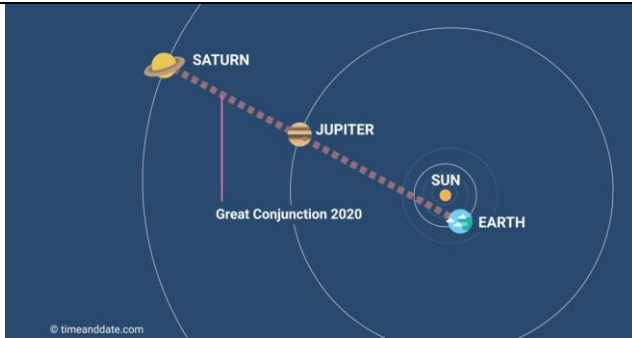 SATURN
JUPITER
SUN
Great Conjunction 2020
EARTH
© timeanddate.com